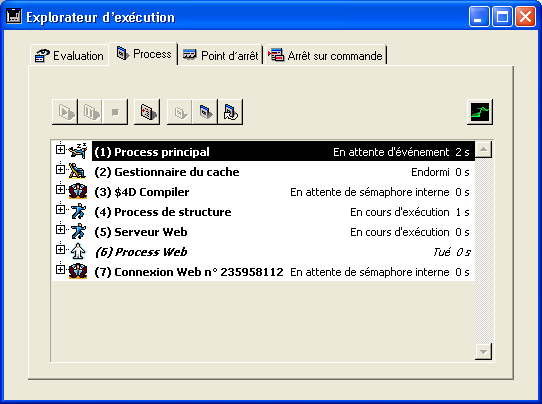 Explorateur d'exécution
Evaluation Process Point d'arrêt Arrêt sur commande
(1) Process principal En attente d'événement 2 s
(2) Gestionnaire du cache Endormi 0 s
(3) $4D Compiler En attente de sémaphore interne 0 s
(4) Process de structure En cours d'exécution 1 s
(5) Serveur Web En cours d'exécution 0 s
(6) Process Web Tué 0 s
(7) Connexion Web n° 235958112 En attente de sémaphore interne 0 s